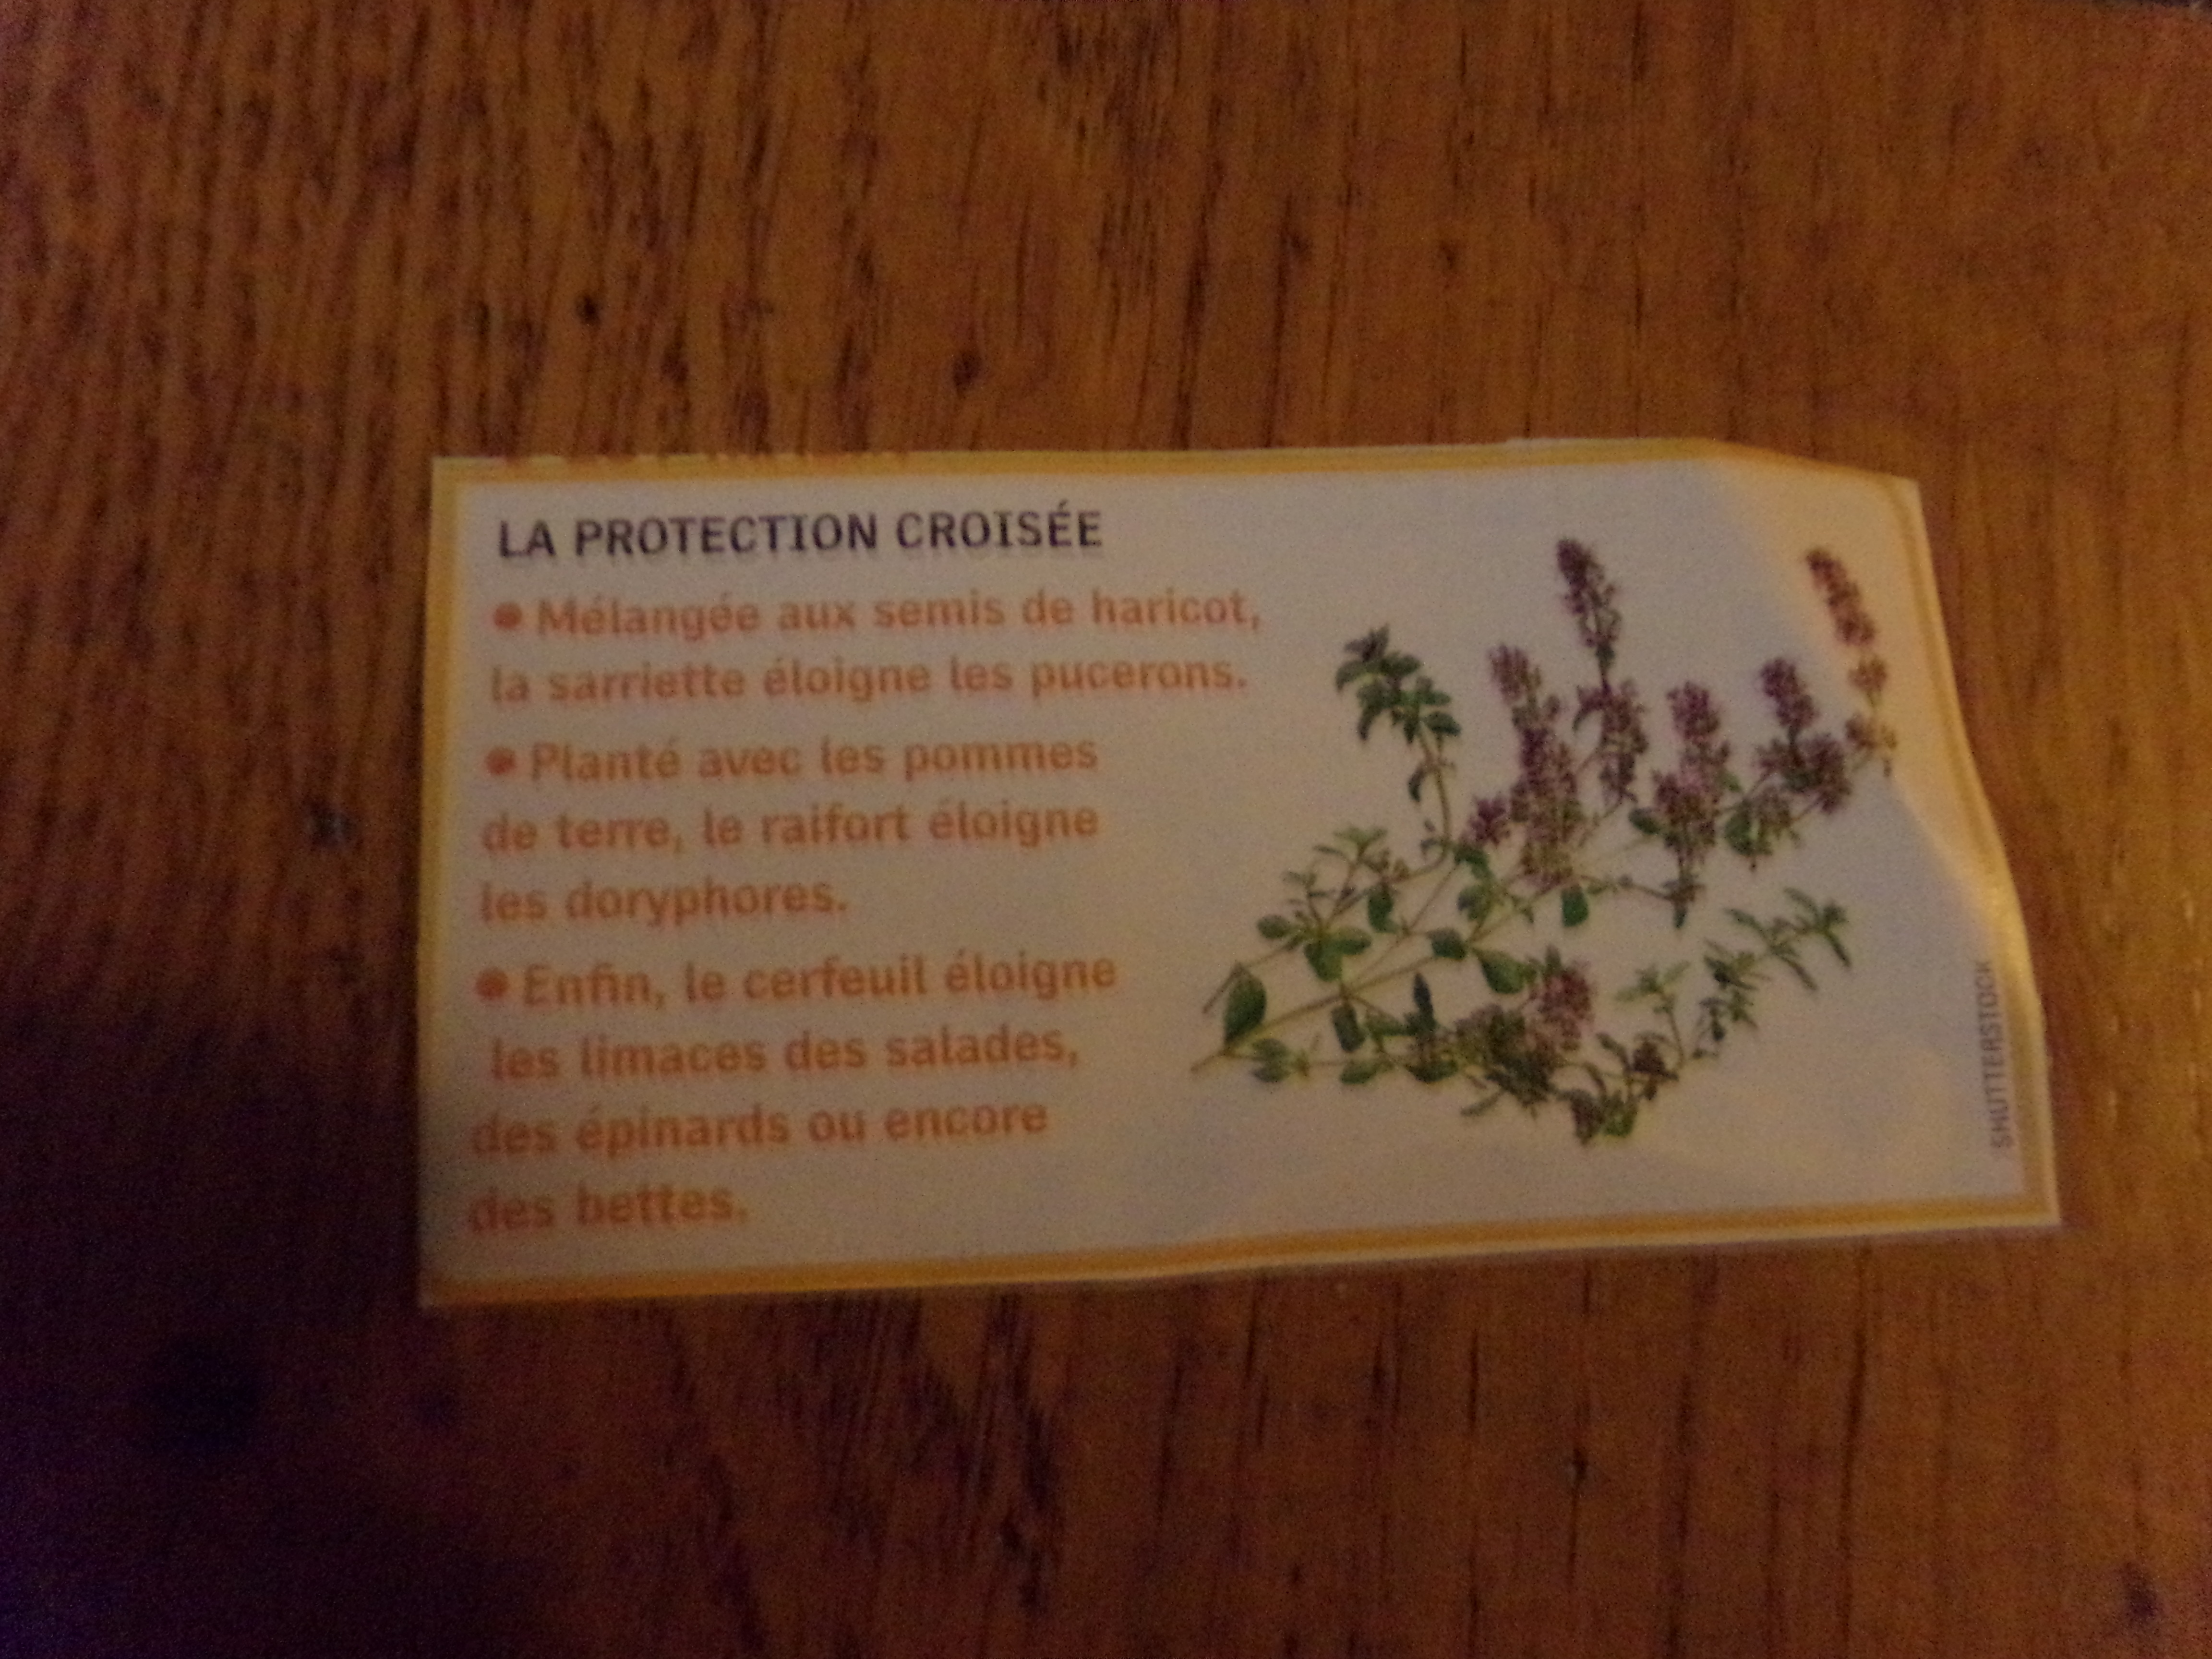 LA PROTECTION CROISÉE
• Mélangée aux semis de haricot,
la sarriette éloigne les pucerons.
• Planté avec les pommes
de terre, le raifort éloigne
les doryphores.
• Enfin, le cerfeuil éloigne
les limaces des salades,
des épinards ou encore
des bettes.
SHUTTERSTOCK